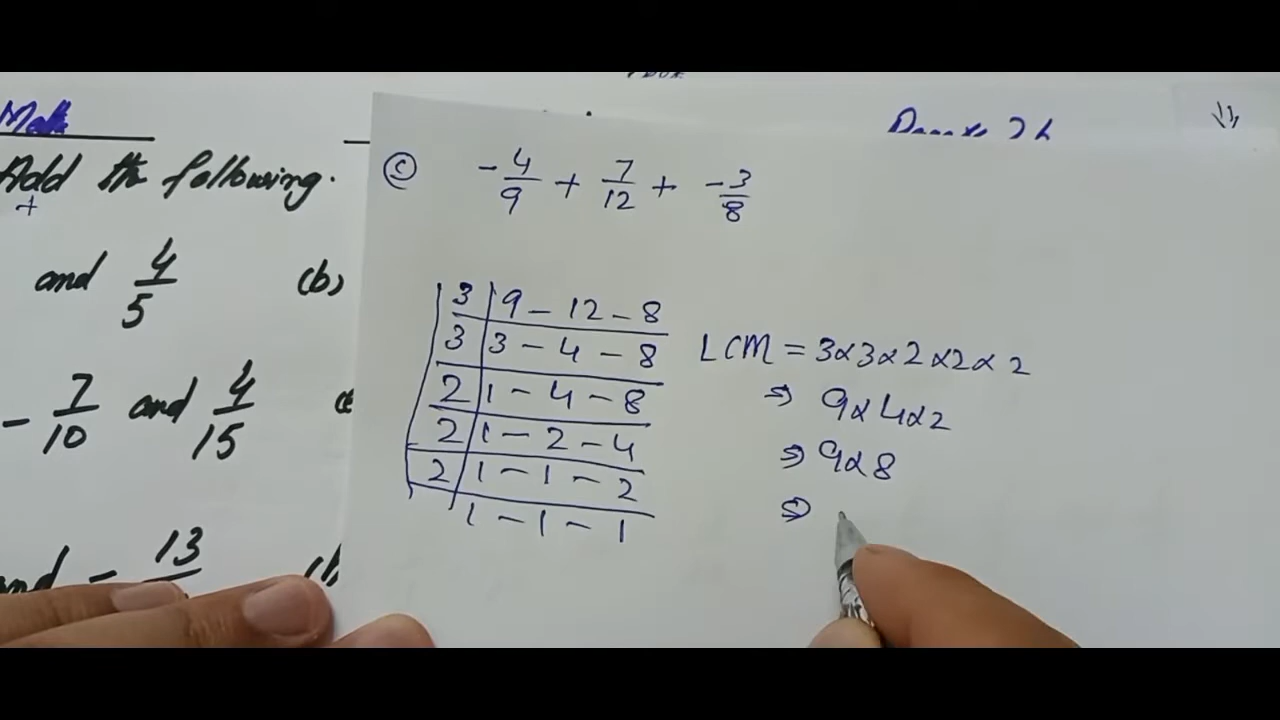 Math
Add the following.
+
and 4/5 (b)
- 7/10 and 4/15
and - 13
(c) -4/9 + 7/12 + -3/8
3 | 9 - 12 - 8
3 | 3 - 4 - 8
2 | 1 - 4 - 8
2 | 1 - 2 - 4
2 | 1 - 1 - 2
1 - 1 - 1
LCM = 3×3×2×2×2
⇒ 9×4×2
⇒ 9×8
⇒